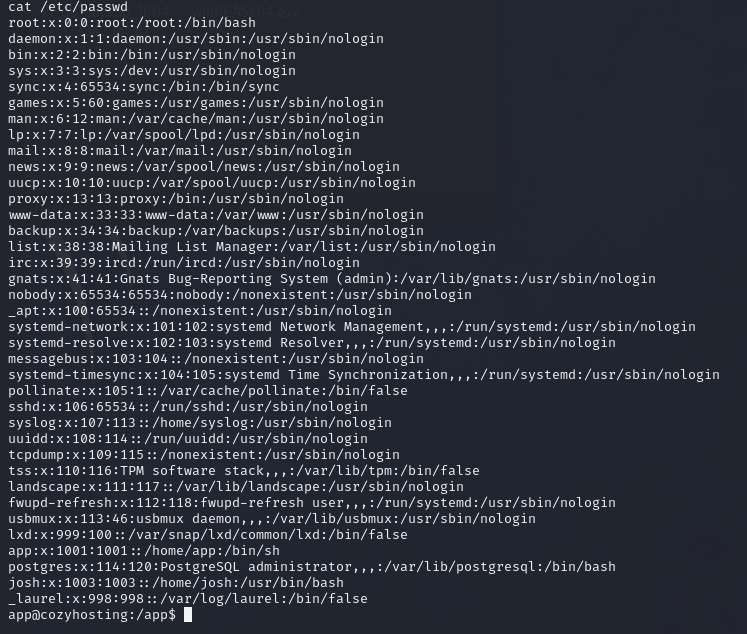 cat /etc/passwd
root:x:0:0:root:/root:/bin/bash
daemon:x:1:1:daemon:/usr/sbin:/usr/sbin/nologin
bin:x:2:2:bin:/bin:/usr/sbin/nologin
sys:x:3:3:sys:/dev:/usr/sbin/nologin
sync:x:4:65534:sync:/bin:/bin/sync
games:x:5:60:games:/usr/games:/usr/sbin/nologin
man:x:6:12:man:/var/cache/man:/usr/sbin/nologin
lp:x:7:7:lp:/var/spool/lpd:/usr/sbin/nologin
mail:x:8:8:mail:/var/mail:/usr/sbin/nologin
news:x:9:9:news:/var/spool/news:/usr/sbin/nologin
uucp:x:10:10:uucp:/var/spool/uucp:/usr/sbin/nologin
proxy:x:13:13:proxy:/bin:/usr/sbin/nologin
www-data:x:33:33:www-data:/var/www:/usr/sbin/nologin
backup:x:34:34:backup:/var/backups:/usr/sbin/nologin
list:x:38:38:Mailing List Manager:/var/list:/usr/sbin/nologin
irc:x:39:39:ircd:/run/ircd:/usr/sbin/nologin
gnats:x:41:41:Gnats Bug-Reporting System (admin):/var/lib/gnats:/usr/sbin/nologin
nobody:x:65534:65534:nobody:/nonexistent:/usr/sbin/nologin
_apt:x:100:65534::/nonexistent:/usr/sbin/nologin
systemd-network:x:101:102:systemd Network Management,,,:/run/systemd:/usr/sbin/nologin
systemd-resolve:x:102:103:systemd Resolver,,,:/run/systemd:/usr/sbin/nologin
messagebus:x:103:104::/nonexistent:/usr/sbin/nologin
systemd-timesync:x:104:105:systemd Time Synchronization,,,:/run/systemd:/usr/sbin/nologin
pollinate:x:105:1::/var/cache/pollinate:/bin/false
sshd:x:106:65534::/run/sshd:/usr/sbin/nologin
syslog:x:107:113::/home/syslog:/usr/sbin/nologin
uuidd:x:108:114::/run/uuidd:/usr/sbin/nologin
tcpdump:x:109:115::/nonexistent:/usr/sbin/nologin
tss:x:110:116:TPM software stack,,,:/var/lib/tpm:/bin/false
landscape:x:111:117::/var/lib/landscape:/usr/sbin/nologin
fwupd-refresh:x:112:118:fwupd-refresh user,,,:/run/systemd:/usr/sbin/nologin
usbmux:x:113:46:usbmux daemon,,,:/var/lib/usbmux:/usr/sbin/nologin
lxd:x:999:100::/var/snap/lxd/common/lxd:/bin/false
app:x:1001:1001::/home/app:/bin/sh
postgres:x:114:120:PostgreSQL administrator,,,:/var/lib/postgresql:/bin/bash
josh:x:1003:1003::/home/josh:/usr/bin/bash
_laurel:x:998:998::/var/log/laurel:/bin/false
app@cozyhosting:/app$